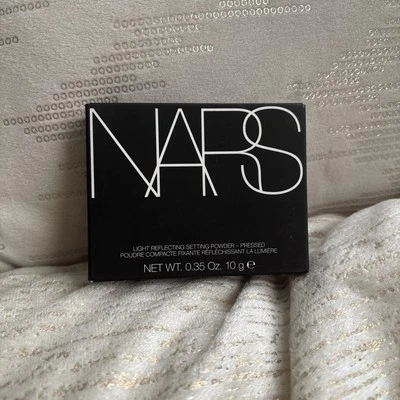 NARS
LIGHT REFLECTING SETTING POWDER - PRESSED
POUDRE COMPACTE FIXANTE RÉFLÉCHISSANT LA LUMIÈRE
NET WT. 0.35 Oz. 10 g ℮